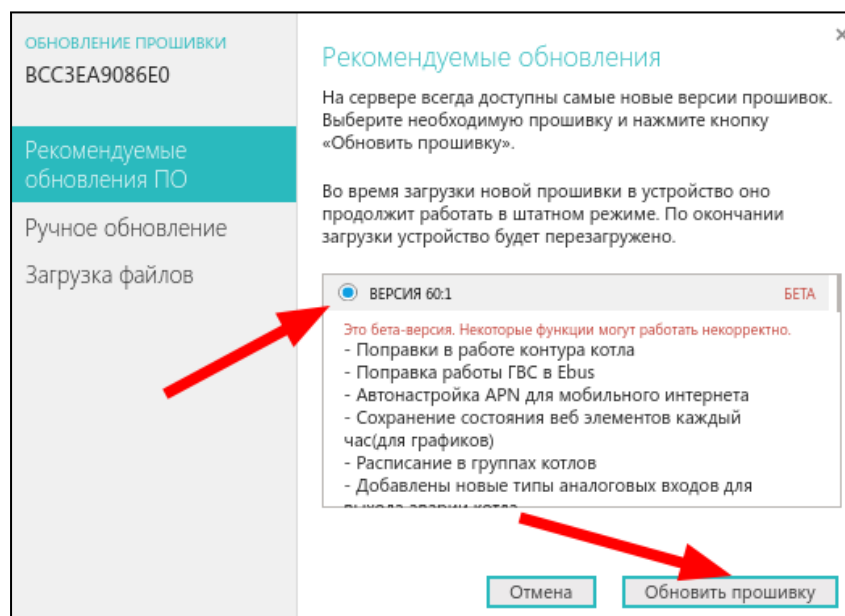 ОБНОВЛЕНИЕ ПРОШИВКИ
BCC3EA9086E0
Рекомендуемые
обновления ПО
Ручное обновление
Загрузка файлов
Рекомендуемые обновления
На сервере всегда доступны самые новые версии прошивок.
Выберите необходимую прошивку и нажмите кнопку
«Обновить прошивку».
Во время загрузки новой прошивки в устройство оно
продолжит работать в штатном режиме. По окончании
загрузки устройство будет перезагружено.
ВЕРСИЯ 60:1 БЕТА
Это бета-версия. Некоторые функции могут работать некорректно.
- Поправки в работе контура котла
- Поправка работы ГВС в Ebus
- Автонастройка APN для мобильного интернета
- Сохранение состояния веб элементов каждый
час(для графиков)
- Расписание в группах котлов
- Добавлены новые типы аналоговых входов для
выхода аварии котла
Отмена
Обновить прошивку